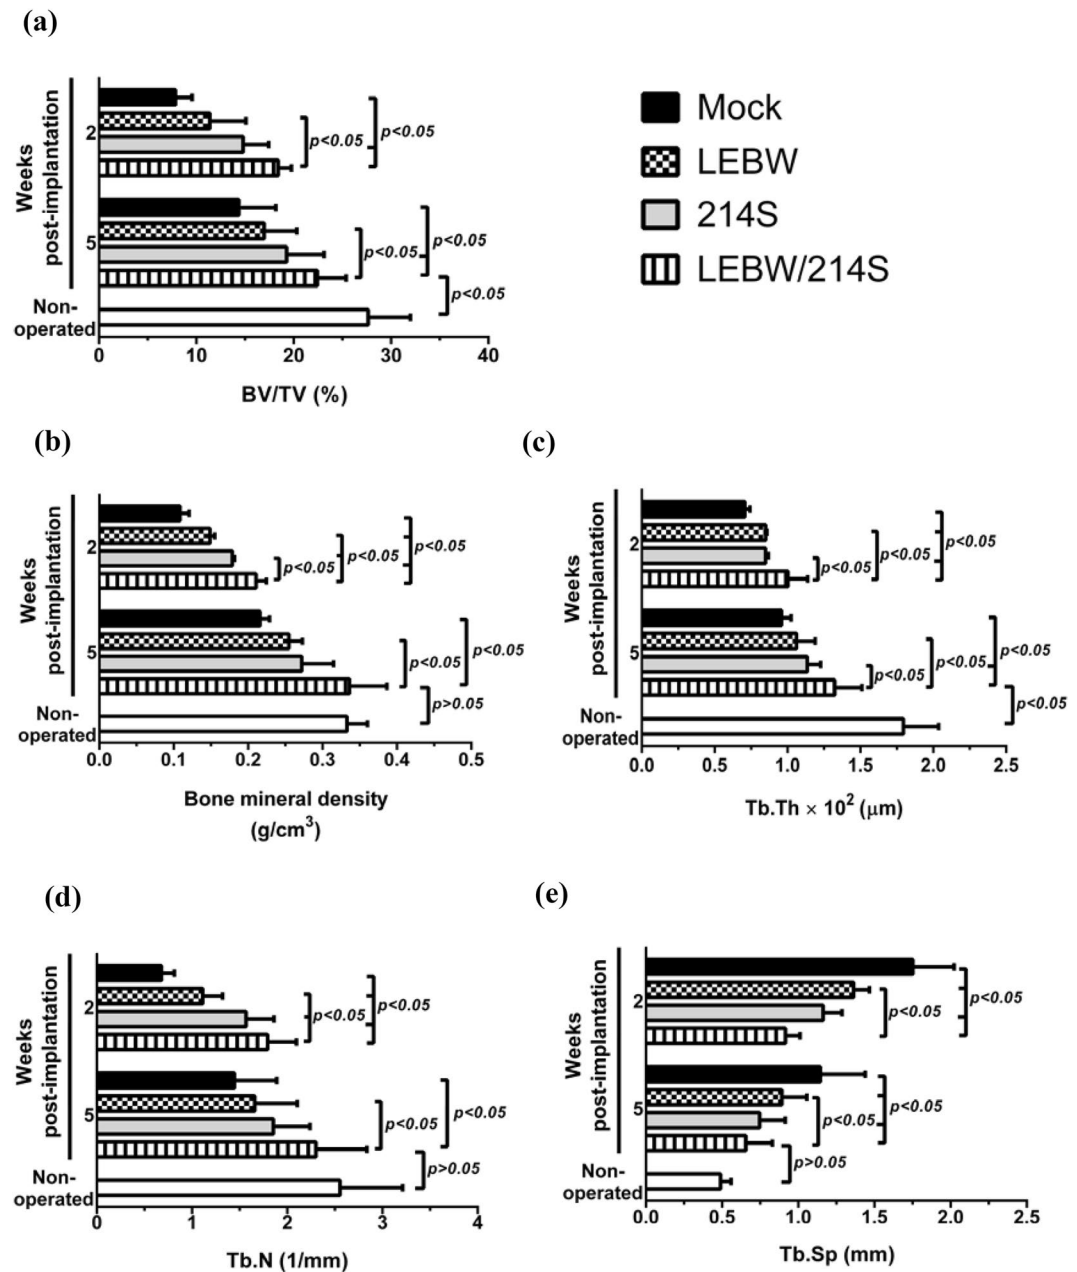 (a)
Mock
LEBW
214S
LEBW/214S
Weeks
post-implantation
2
5
Non-
operated
p<0.05
p<0.05
p<0.05
p<0.05
p<0.05
0 10 20 30 40
BV/TV (%)
(b)
Weeks
post-implantation
2
5
Non-
operated
p<0.05
p<0.05
p<0.05
p<0.05
p<0.05
p>0.05
0.0 0.1 0.2 0.3 0.4 0.5
Bone mineral density
(g/cm³)
(c)
Weeks
post-implantation
2
5
Non-
operated
p<0.05
p<0.05
p<0.05
p<0.05
p<0.05
p<0.05
p<0.05
0.0 0.5 1.0 1.5 2.0 2.5
Tb.Th × 10² (μm)
(d)
Weeks
post-implantation
2
5
Non-
operated
p<0.05
p<0.05
p<0.05
p<0.05
p>0.05
0 1 2 3 4
Tb.N (1/mm)
(e)
Weeks
post-implantation
2
5
Non-
operated
p<0.05
p<0.05
p<0.05
p<0.05
p>0.05
0.0 0.5 1.0 1.5 2.0 2.5
Tb.Sp (mm)